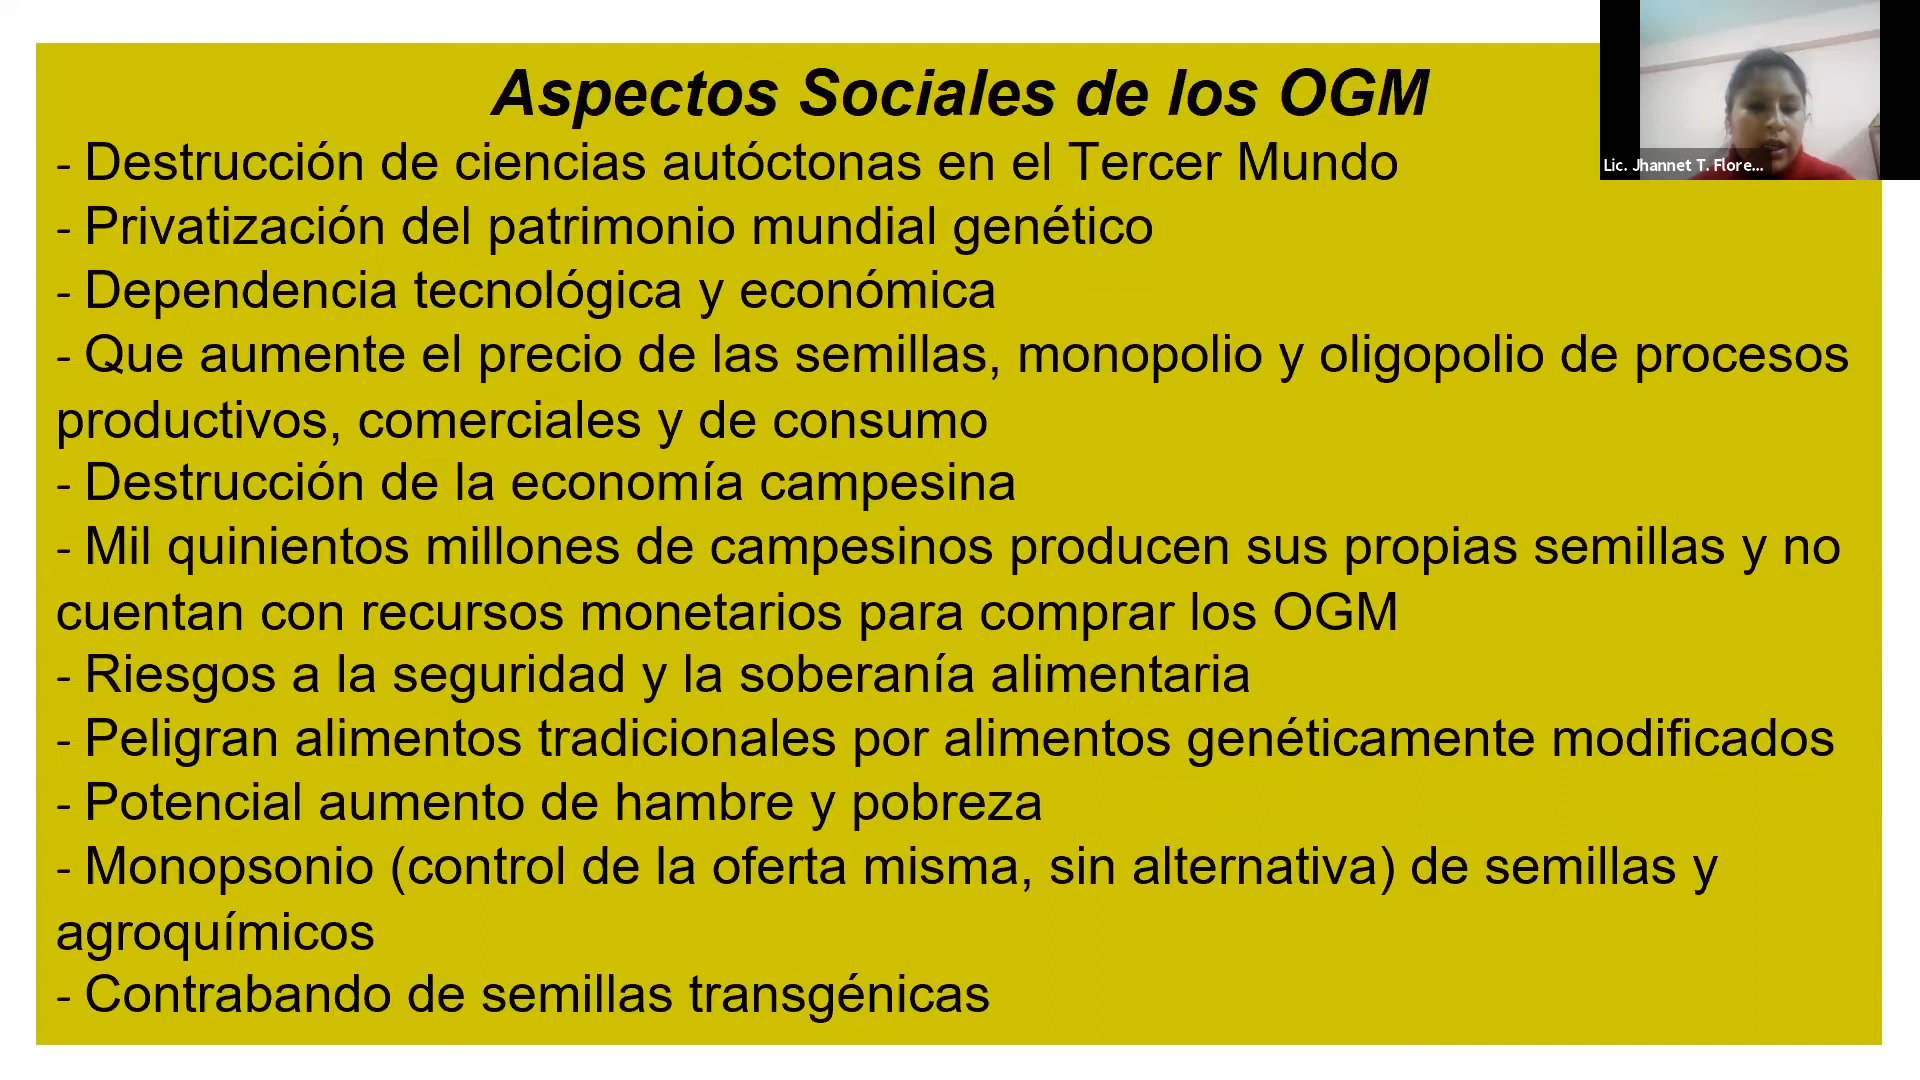 Aspectos Sociales de los OGM
- Destrucción de ciencias autóctonas en el Tercer Mundo
- Privatización del patrimonio mundial genético
- Dependencia tecnológica y económica
- Que aumente el precio de las semillas, monopolio y oligopolio de procesos
productivos, comerciales y de consumo
- Destrucción de la economía campesina
- Mil quinientos millones de campesinos producen sus propias semillas y no
cuentan con recursos monetarios para comprar los OGM
- Riesgos a la seguridad y la soberanía alimentaria
- Peligran alimentos tradicionales por alimentos genéticamente modificados
- Potencial aumento de hambre y pobreza
- Monopsonio (control de la oferta misma, sin alternativa) de semillas y
agroquímicos
- Contrabando de semillas transgénicas
Lic. Jhannet T. Flore...